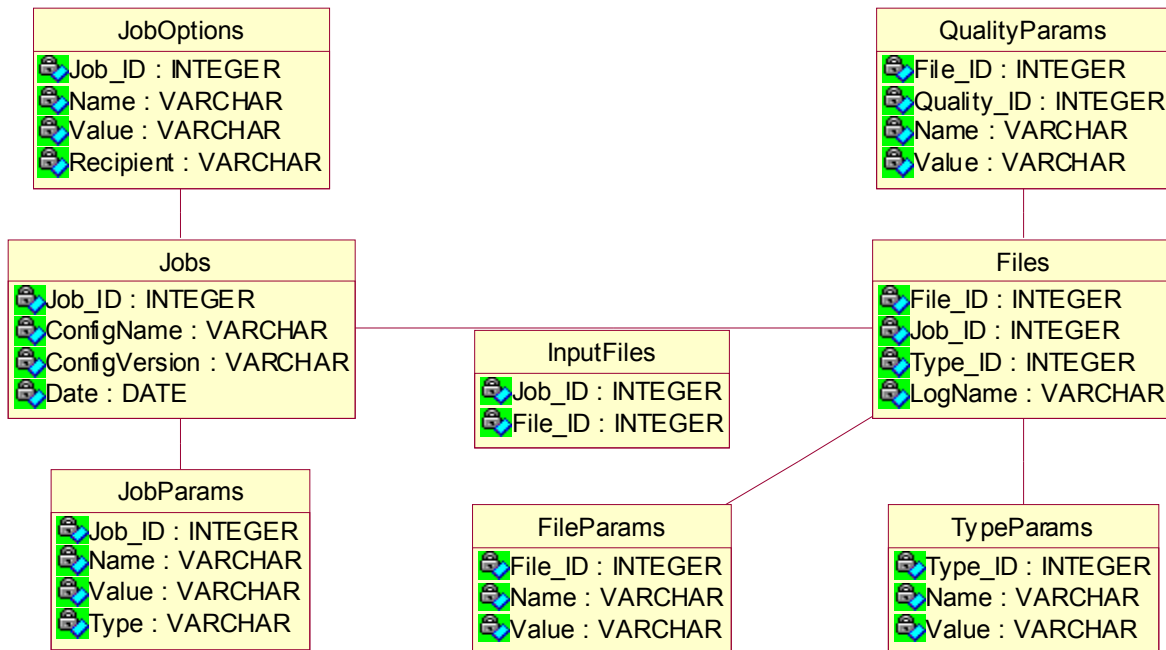 JobOptions
Job_ID : INTEGER
Name : VARCHAR
Value : VARCHAR
Recipient : VARCHAR
QualityParams
File_ID : INTEGER
Quality_ID : INTEGER
Name : VARCHAR
Value : VARCHAR
Jobs
Job_ID : INTEGER
ConfigName : VARCHAR
ConfigVersion : VARCHAR
Date : DATE
InputFiles
Job_ID : INTEGER
File_ID : INTEGER
Files
File_ID : INTEGER
Job_ID : INTEGER
Type_ID : INTEGER
LogName : VARCHAR
JobParams
Job_ID : INTEGER
Name : VARCHAR
Value : VARCHAR
Type : VARCHAR
FileParams
File_ID : INTEGER
Name : VARCHAR
Value : VARCHAR
TypeParams
Type_ID : INTEGER
Name : VARCHAR
Value : VARCHAR